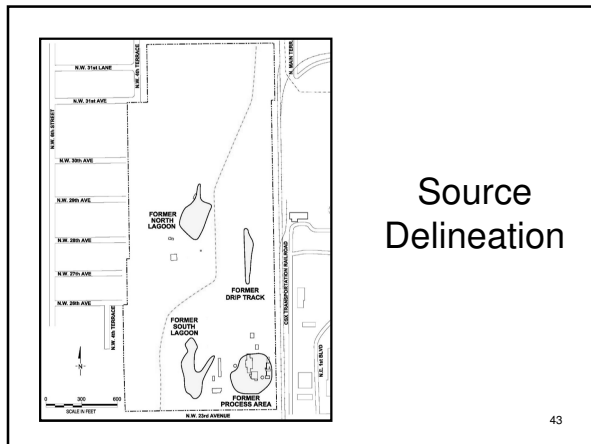 N.W. 31st LANE
N.W. 4th TERRACE
N. MAIN TERR.
N.W. 31st AVE
N.W. 6th STREET
N.W. 30th AVE
N.W. 29th AVE
FORMER
NORTH
LAGOON
Source
Delineation
N.W. 28th AVE
N.W. 27th AVE
FORMER
DRIP TRACK
CSX TRANSPORTATION RAILROAD
N.W. 26th AVE
N.W. 4th TERRACE
FORMER
SOUTH
LAGOON
N.E. 1st BLVD
-N-
0 300 600
SCALE IN FEET
FORMER
PROCESS AREA
N.W. 23rd AVENUE
43